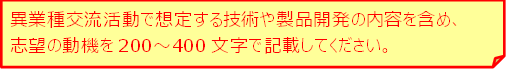 異業種交流活動で想定する技術や製品開発の内容を含め、
志望の動機を200～400文字で記載してください。